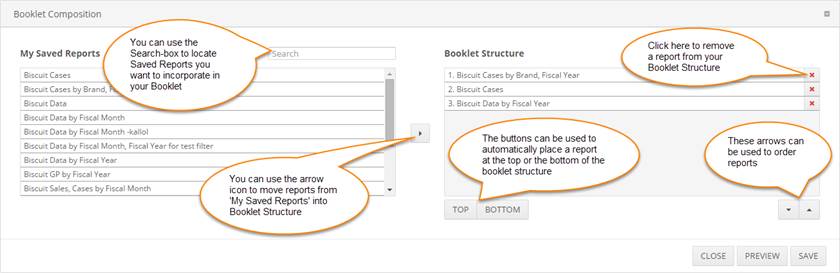 Booklet Composition
My Saved Reports
Search
Biscuit Cases
Biscuit Cases by Brand, F
Biscuit Data
Biscuit Data by Fiscal Month
Biscuit Data by Fiscal Month -kallol
Biscuit Data by Fiscal Month, Fiscal Year for test filter
Biscuit Data by Fiscal Year
Biscuit GP by Fiscal Year
Biscuit Sales, Cases by Fiscal Month
You can use the
Search-box to locate
Saved Reports you
want to incorporate in
your Booklet
You can use the arrow
icon to move reports from
'My Saved Reports' into
Booklet Structure
Booklet Structure
1. Biscuit Cases by Brand, Fiscal Year
2. Biscuit Cases
3. Biscuit Data by Fiscal Year
Click here to remove
a report from your
Booklet Structure
The buttons can be used to
automatically place a report
at the top or the bottom of the
booklet structure
These arrows can
be used to order
reports
TOP
BOTTOM
CLOSE
PREVIEW
SAVE